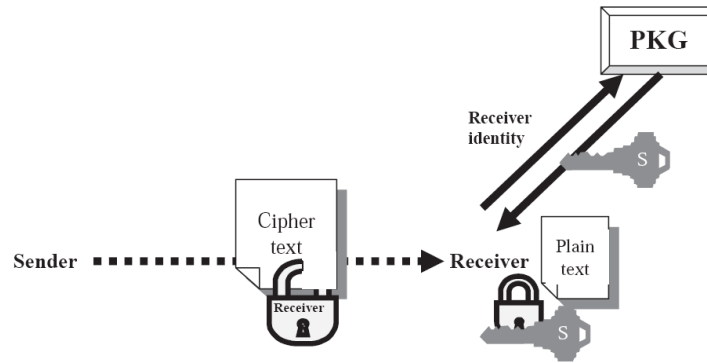 PKG
Receiver
identity
S
Cipher
text
Sender
Receiver
Plain
text
Receiver
S